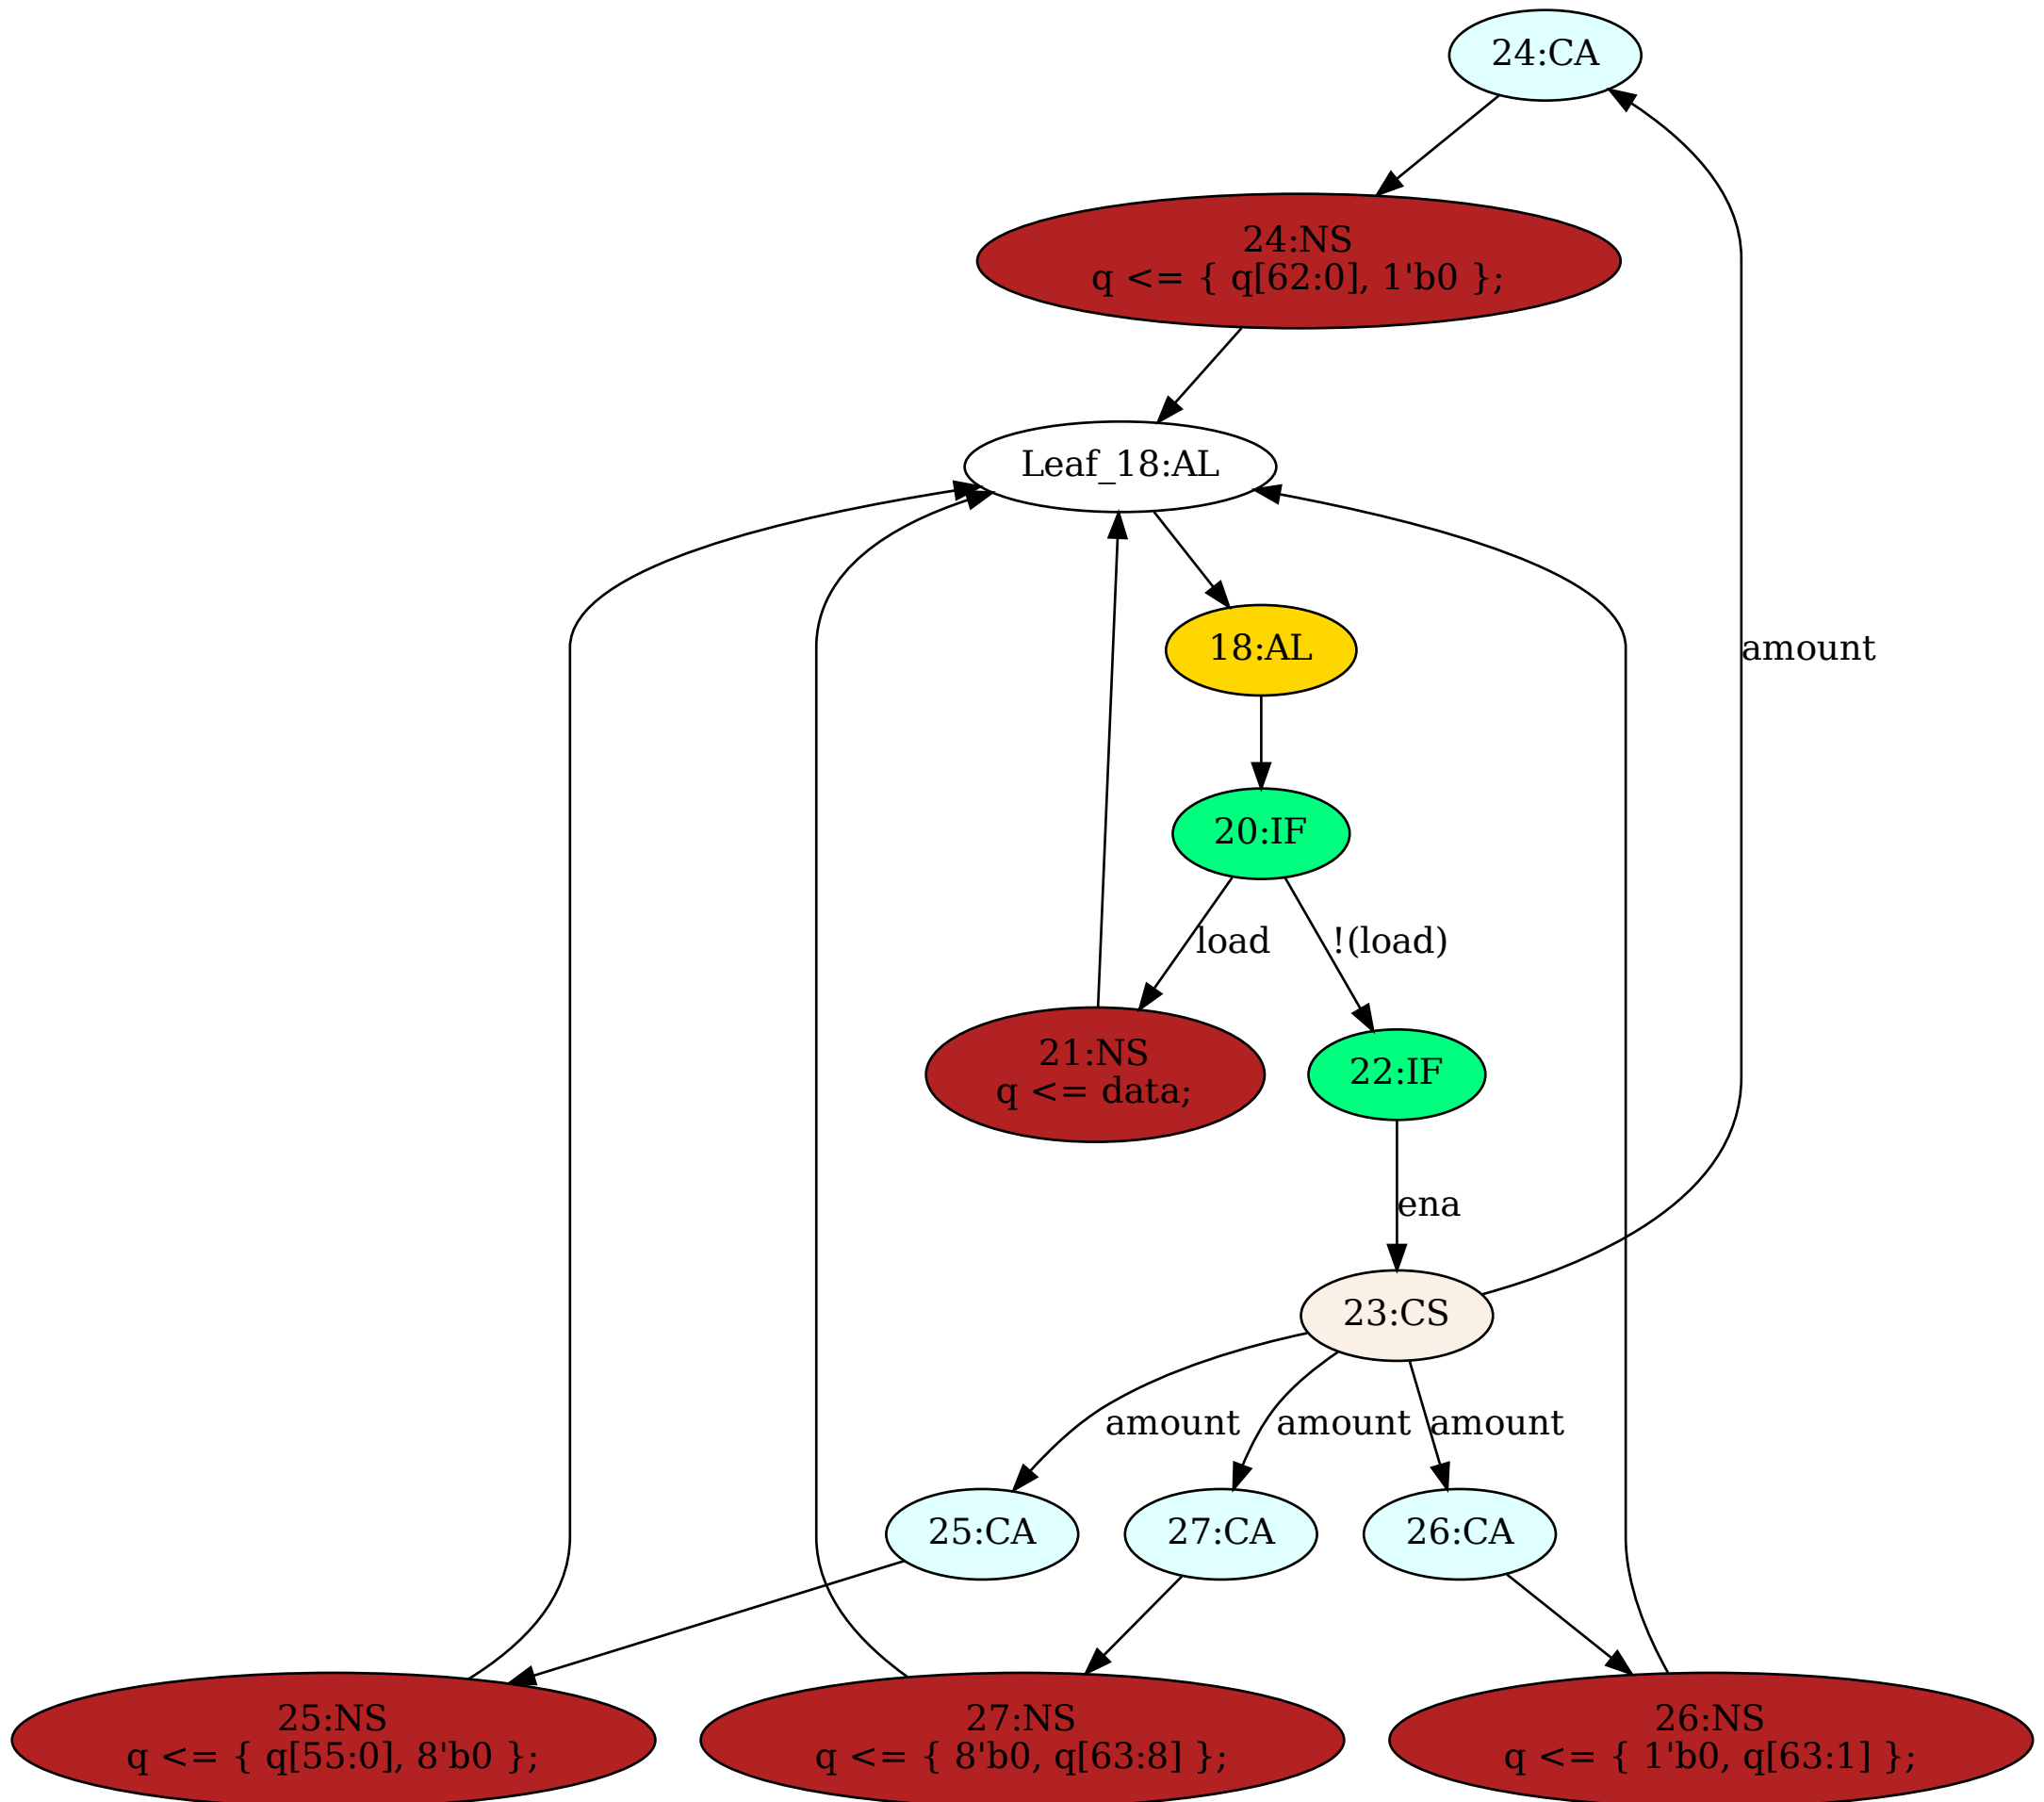 24:CA
24:NS
q <= { q[62:0], 1'b0 };
Leaf_18:AL
18:AL
amount
20:IF
load
!(load)
21:NS
q <= data;
22:IF
ena
23:CS
amount
amount
amount
25:CA
27:CA
26:CA
25:NS
q <= { q[55:0], 8'b0 };
27:NS
q <= { 8'b0, q[63:8] };
26:NS
q <= { 1'b0, q[63:1] };